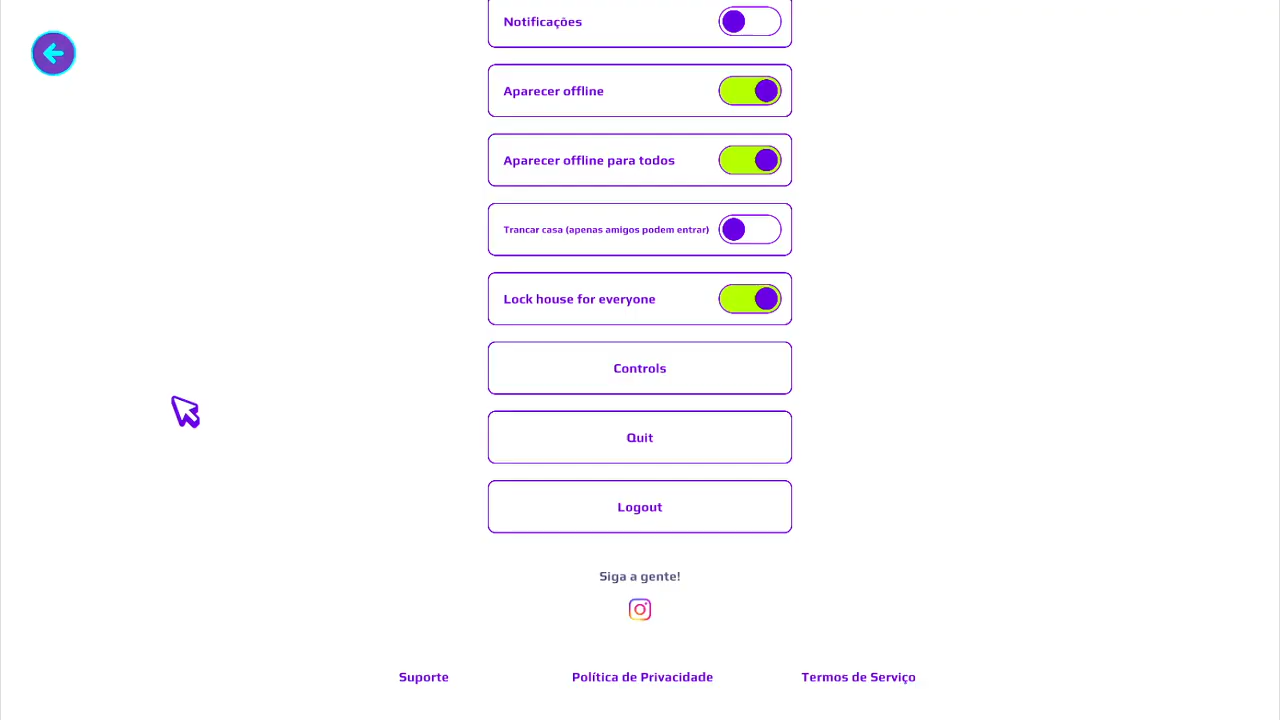 Notificações
Aparecer offline
Aparecer offline para todos
Trancar casa (apenas amigos podem entrar)
Lock house for everyone
Controls
Quit
Logout
Siga a gente!
Suporte
Política de Privacidade
Termos de Serviço